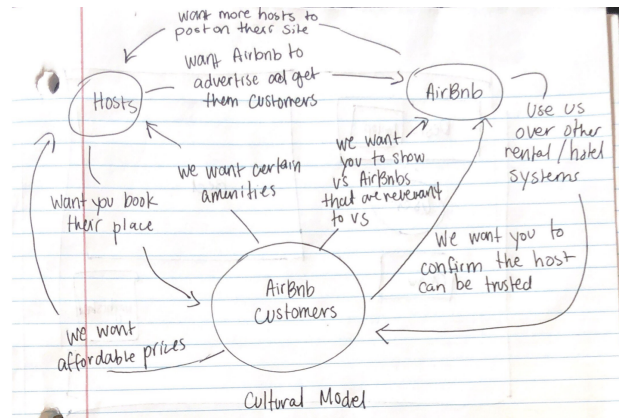 want more hosts to
post on their site
want Airbnb to
advertise and get
them customers
Hosts
AirBnb
Use us
over other
rental/hotel
systems
we want
you to show
us AirBnbs
that are revenant
to us
we want certain
amenities
Want you book
their place
We want you to
confirm the host
can be trusted
AirBnb
Customers
we want
affordable prices
Cultural Model